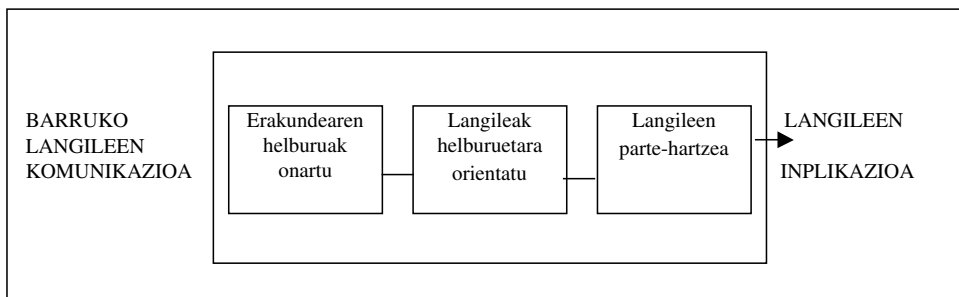 BARRUKO
LANGILEEN
KOMUNIKAZIOA
Erakundearen
helburuak
onartu
Langileak
helburuetara
orientatu
Langileen
parte-hartzea
LANGILEEN
INPLIKAZIOA